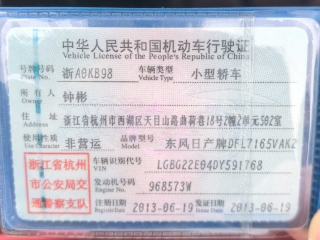 中华人民共和国机动车行驶证
Vehicle License of the People's Republic of China
号牌号码 浙A0KB98 车辆类型 小型轿车
Plate No. Vehicle Type
所有人 钟彬
Owner
住址 浙江省杭州市西湖区天目山路曲荷巷18号2幢2单元502室
Address
使用性质 非营运 品牌型号 东风日产牌DFL7165VAK2
Use Character Model
浙江省杭州市公安局交通警察支队
车辆识别代号 LGBG22E04DY591768
VIN
发动机号码 968573W
Engine No.
注册日期 2013-06-19 发证日期 2013-06-19
Register Date Issue Date